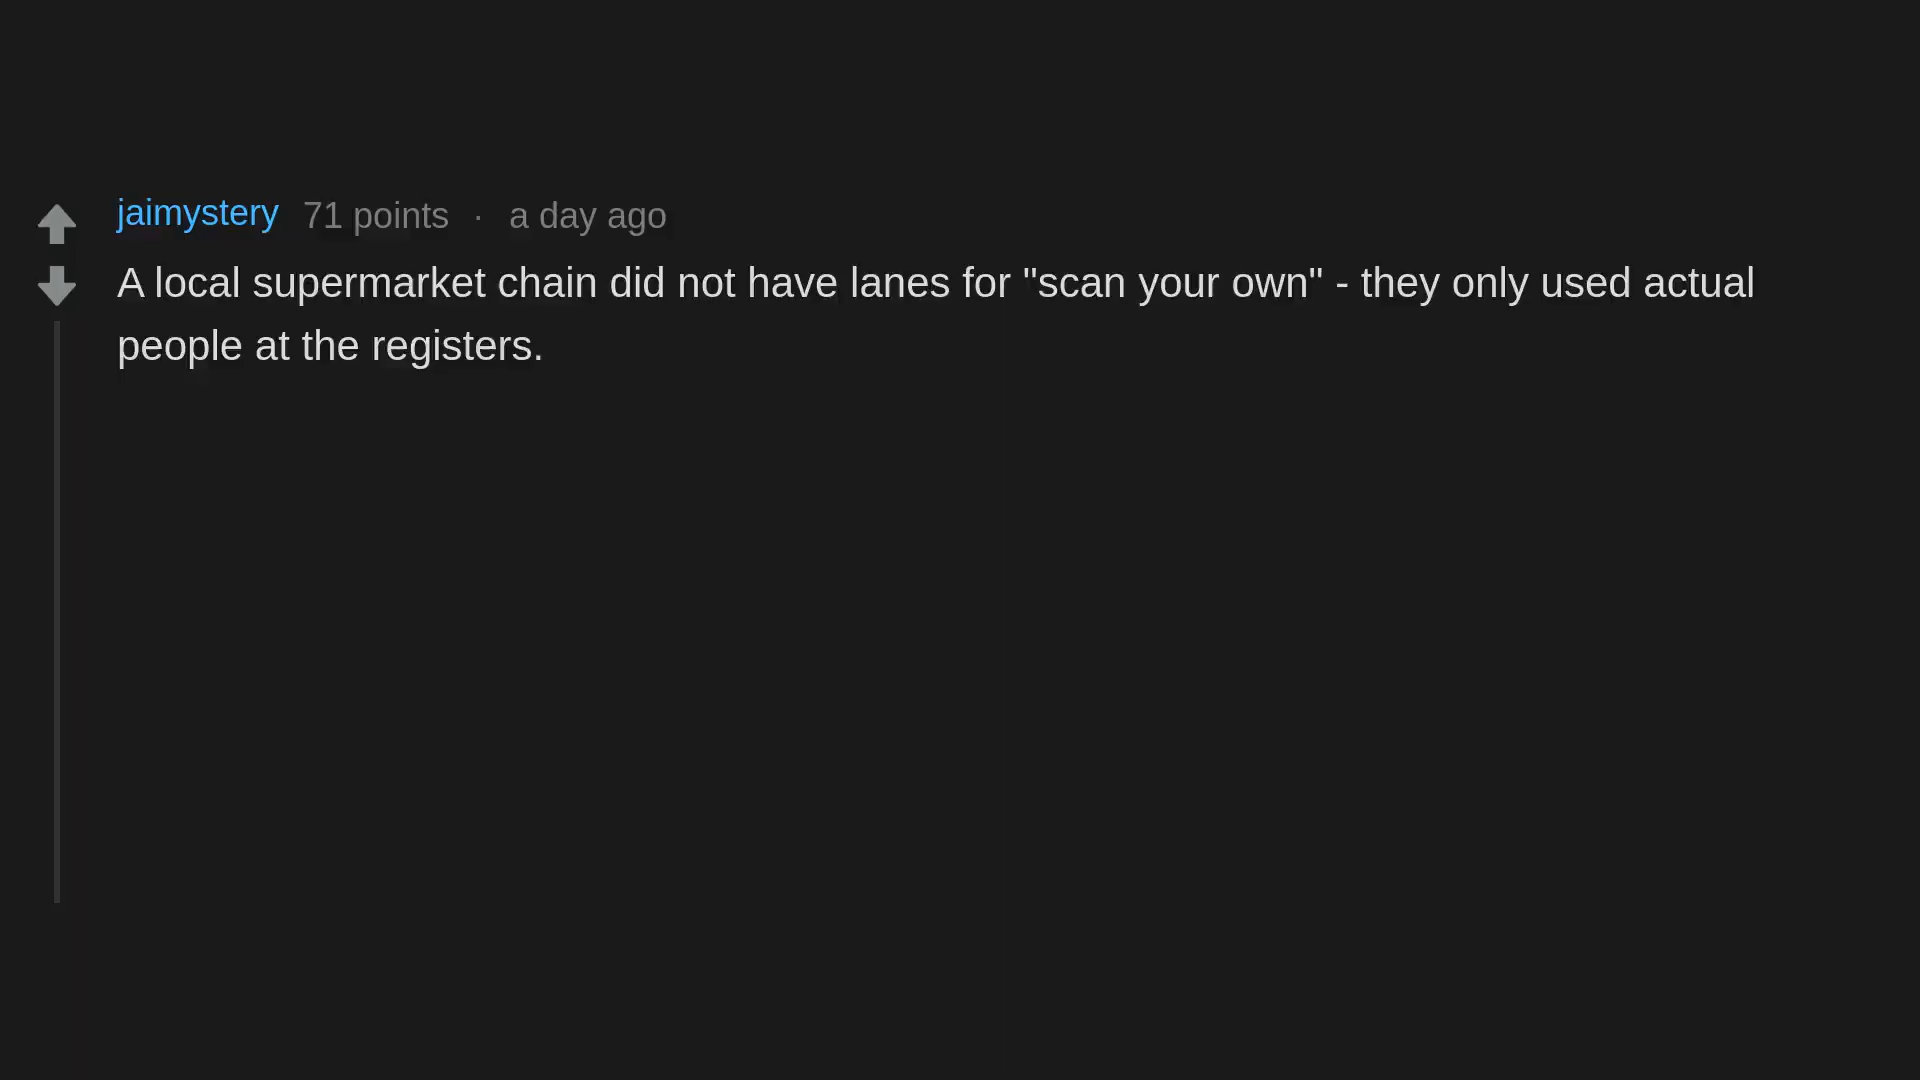 jaimystery 71 points · a day ago
A local supermarket chain did not have lanes for "scan your own" - they only used actual
people at the registers.